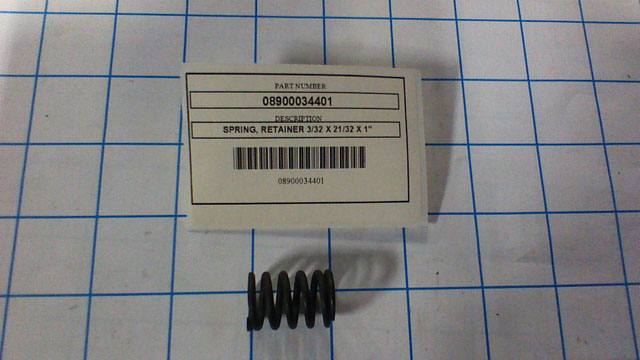 PART NUMBER
08900034401
DESCRIPTION
SPRING, RETAINER 3/32 X 21/32 X 1"
08900034401